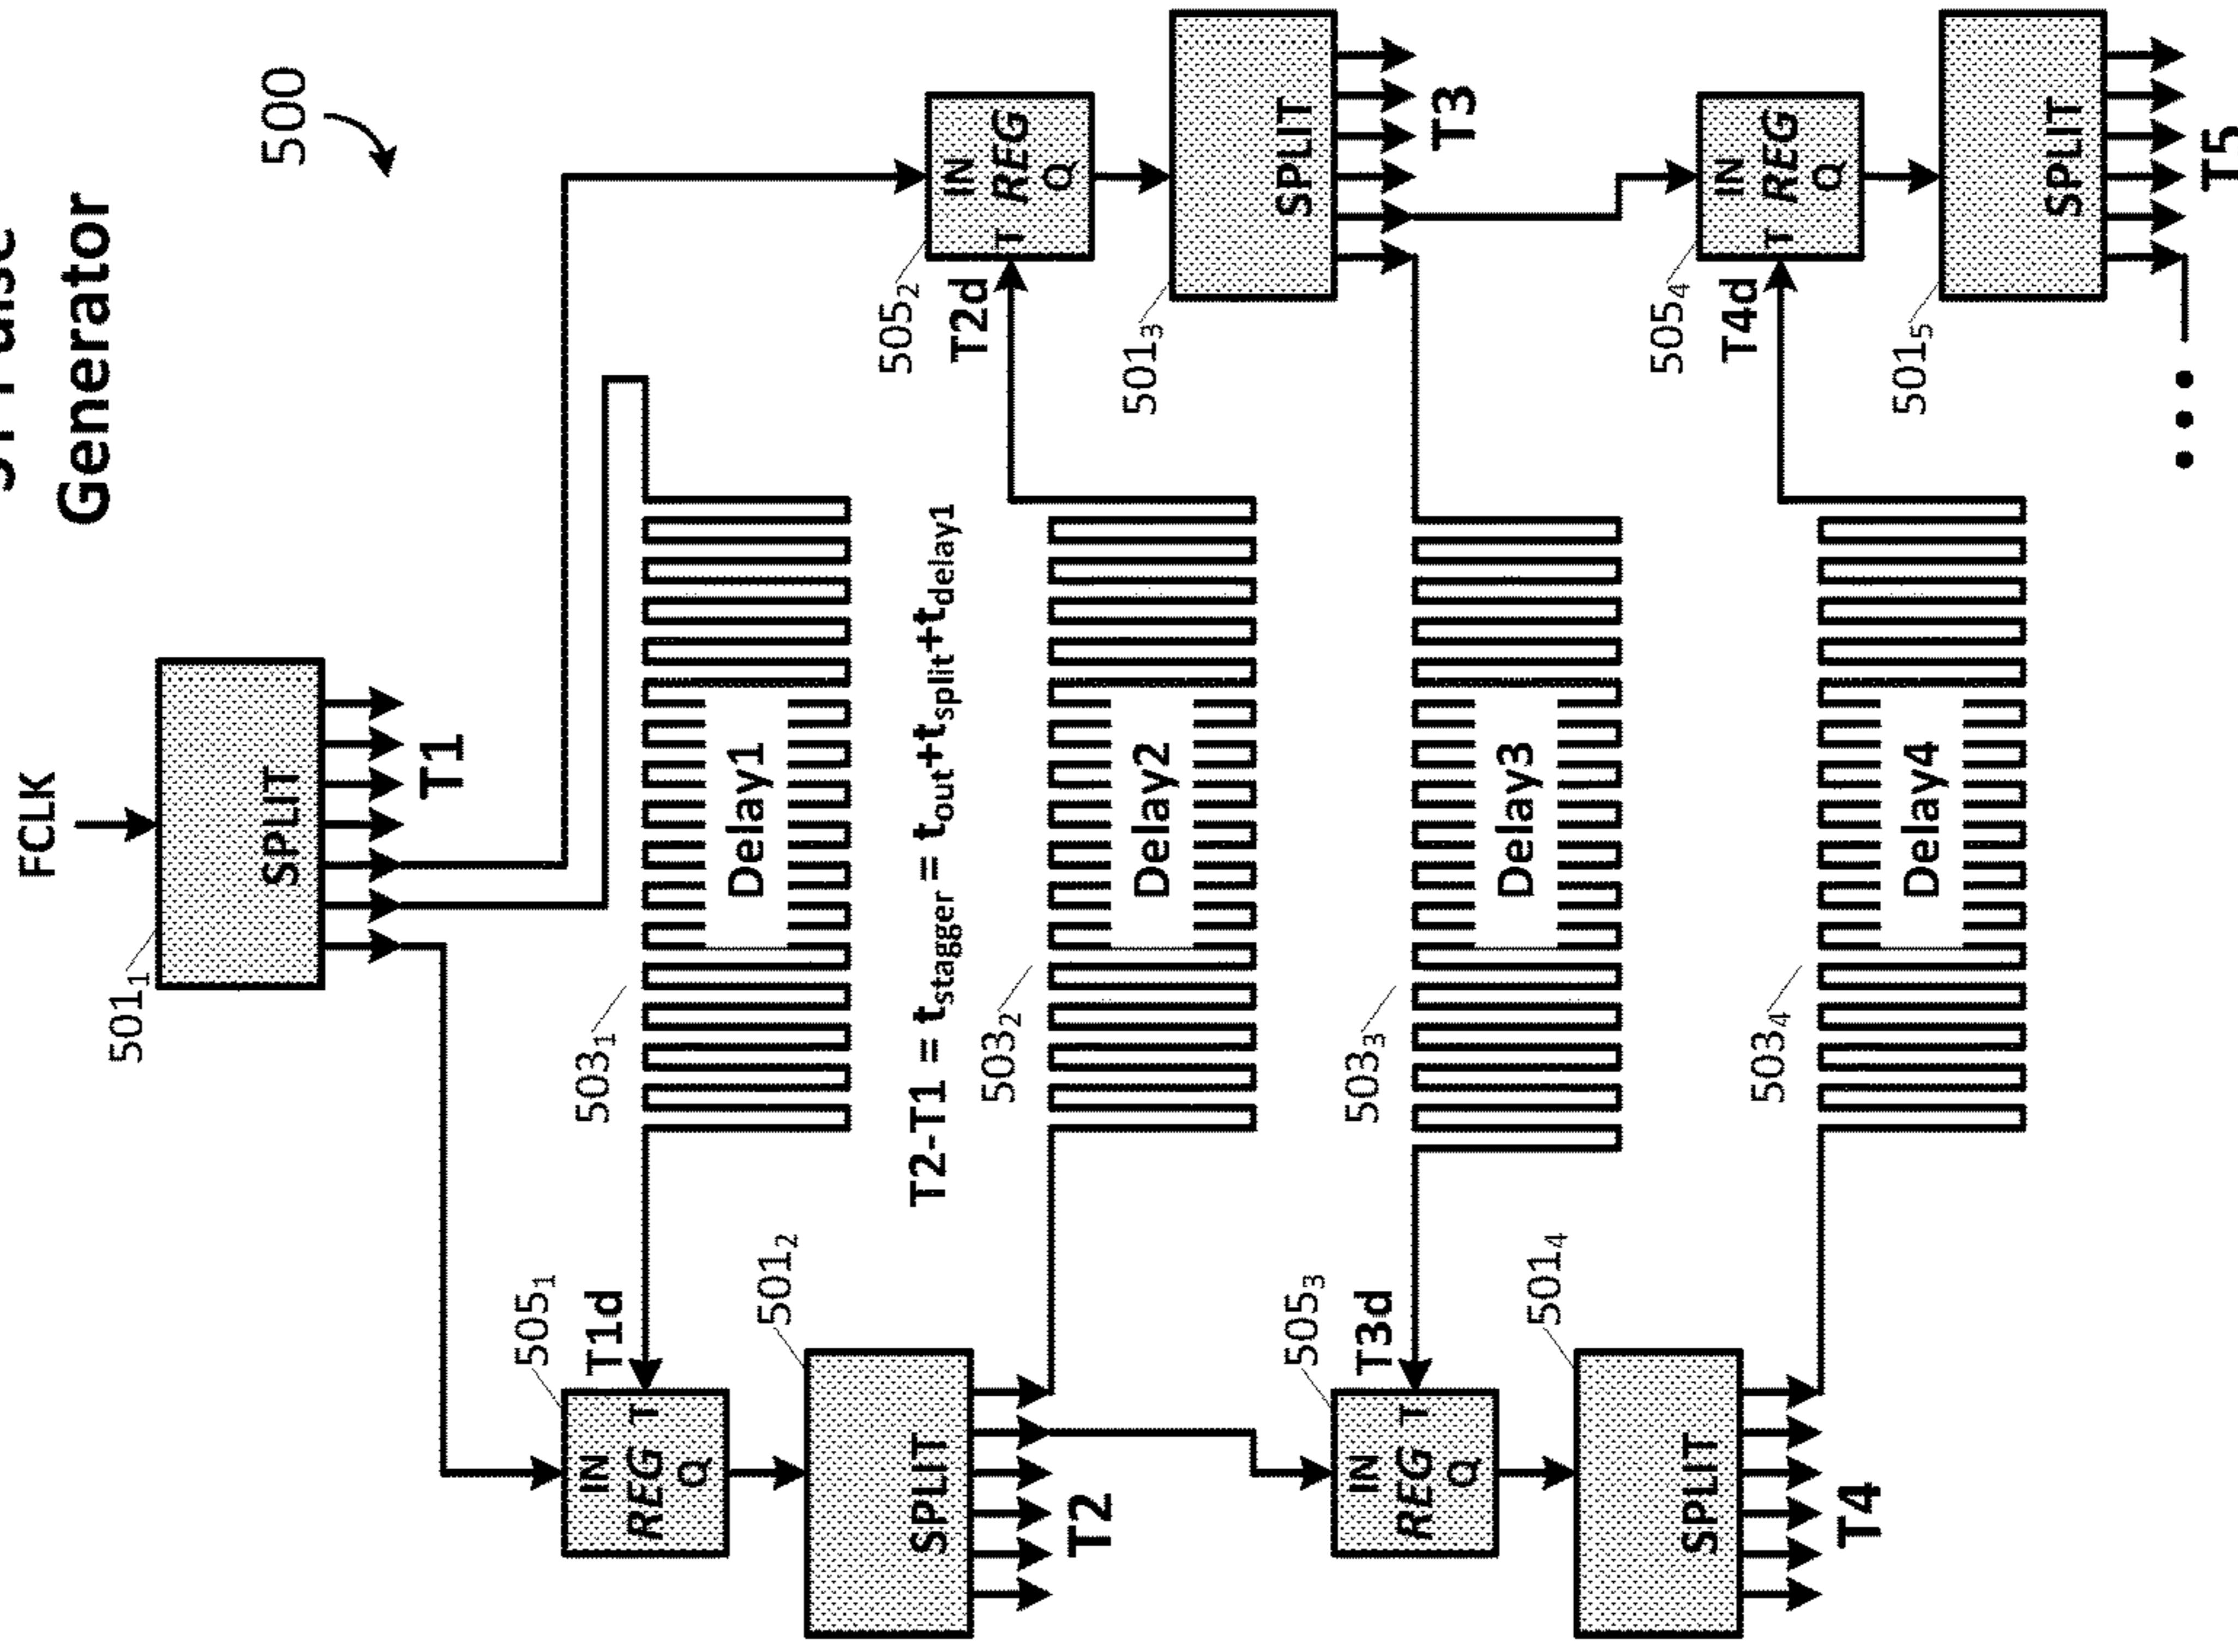 Generator
500
FCLK
501₁
SPLIT
T1
505₁
IN
REG T
Q
T1d
503₁
Delay1
505₂
IN
T REG
Q
T2d
T2-T1 = t_stagger = t_out+t_split+t_delay1
501₂
SPLIT
T2
503₂
Delay2
501₃
SPLIT
T3
505₃
IN
REG T
Q
T3d
503₃
Delay3
505₄
IN
T REG
Q
T4d
501₄
SPLIT
T4
503₄
Delay4
501₅
SPLIT
T5
• • •